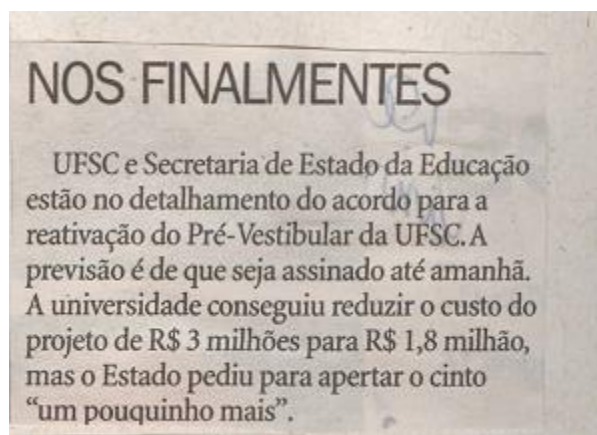 NOS FINALMENTES
UFSC e Secretaria de Estado da Educação
estão no detalhamento do acordo para a
reativação do Pré-Vestibular da UFSC. A
previsão é de que seja assinado até amanhã.
A universidade conseguiu reduzir o custo do
projeto de R$ 3 milhões para R$ 1,8 milhão,
mas o Estado pediu para apertar o cinto
“um pouquinho mais”.